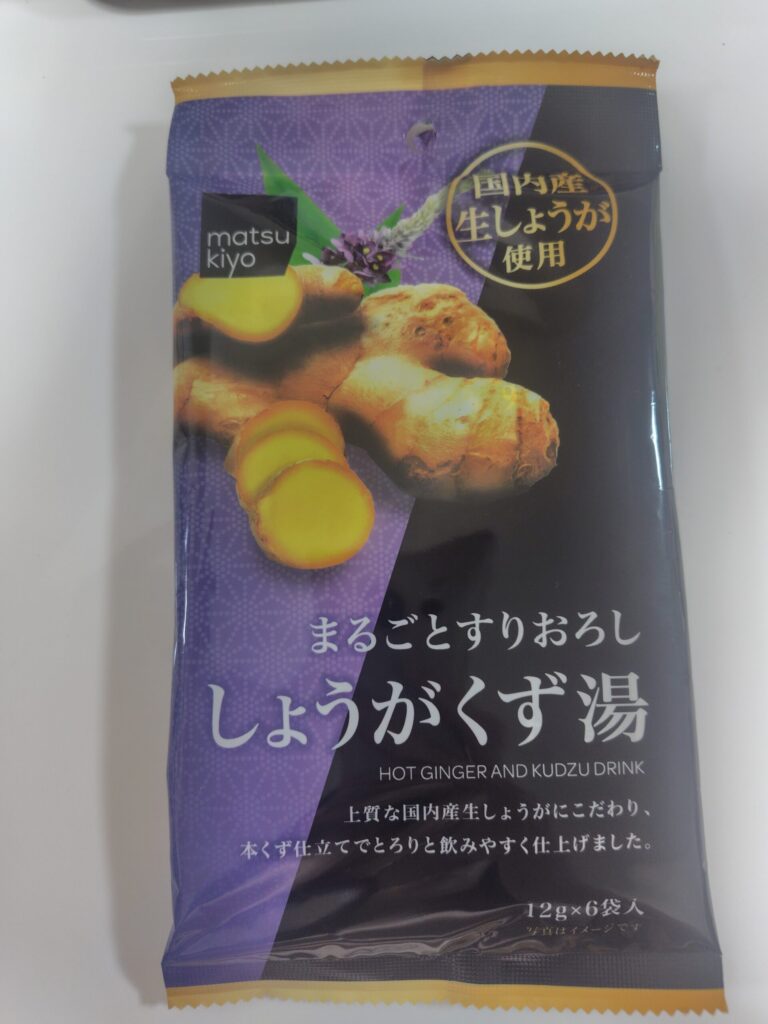 国内産
生しょうが
使用
matsu
kiyo
まるごとすりおろし
しょうがくず湯
HOT GINGER AND KUDZU DRINK
上質な国内産生しょうがにこだわり、
本くず仕立てでとろりと飲みやすく仕上げました。
12g×6袋入
写真はイメージです